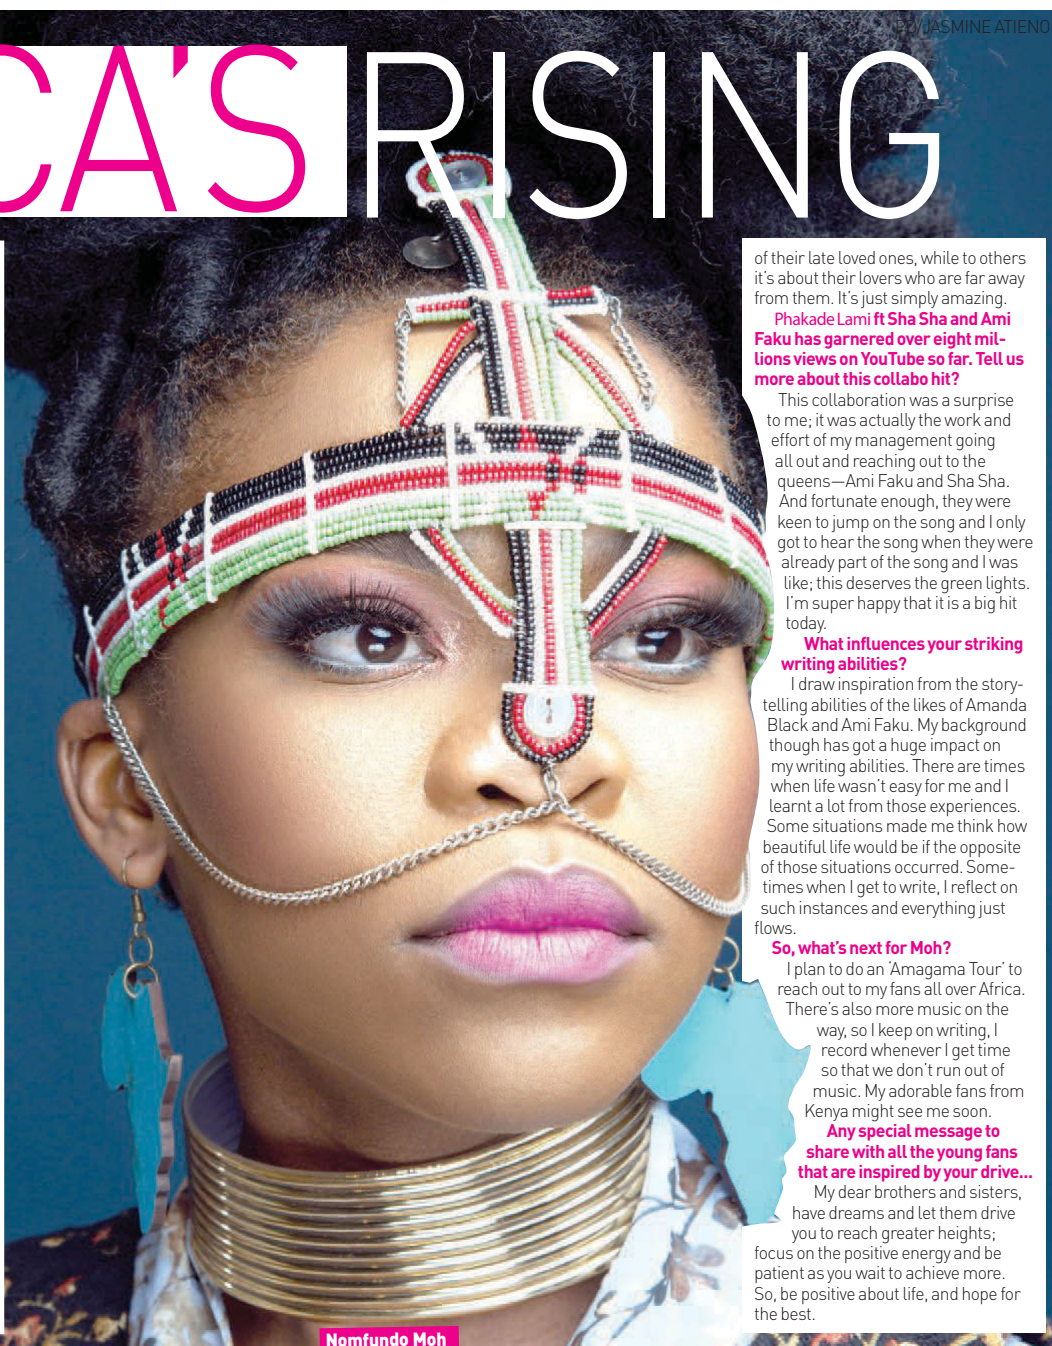 PD/JASMINE ATIENO
CA'S RISING
of their late loved ones, while to others
it's about their lovers who are far away
from them. It's just simply amazing.
Phakade Lami ft Sha Sha and Ami
Faku has garnered over eight mil-
lions views on YouTube so far. Tell us
more about this collabo hit?
This collaboration was a surprise
to me; it was actually the work and
effort of my management going
all out and reaching out to the
queens—Ami Faku and Sha Sha.
And fortunate enough, they were
keen to jump on the song and I only
got to hear the song when they were
already part of the song and I was
like; this deserves the green lights.
I'm super happy that it is a big hit
today.
What influences your striking
writing abilities?
I draw inspiration from the story-
telling abilities of the likes of Amanda
Black and Ami Faku. My background
though has got a huge impact on
my writing abilities. There are times
when life wasn't easy for me and I
learnt a lot from those experiences.
Some situations made me think how
beautiful life would be if the opposite
of those situations occurred. Some-
times when I get to write, I reflect on
such instances and everything just
flows.
So, what's next for Moh?
I plan to do an 'Amagama Tour' to
reach out to my fans all over Africa.
There's also more music on the
way, so I keep on writing, I
record whenever I get time
so that we don't run out of
music. My adorable fans from
Kenya might see me soon.
Any special message to
share with all the young fans
that are inspired by your drive...
My dear brothers and sisters,
have dreams and let them drive
you to reach greater heights;
focus on the positive energy and be
patient as you wait to achieve more.
So, be positive about life, and hope for
the best.
Nomfundo Moh